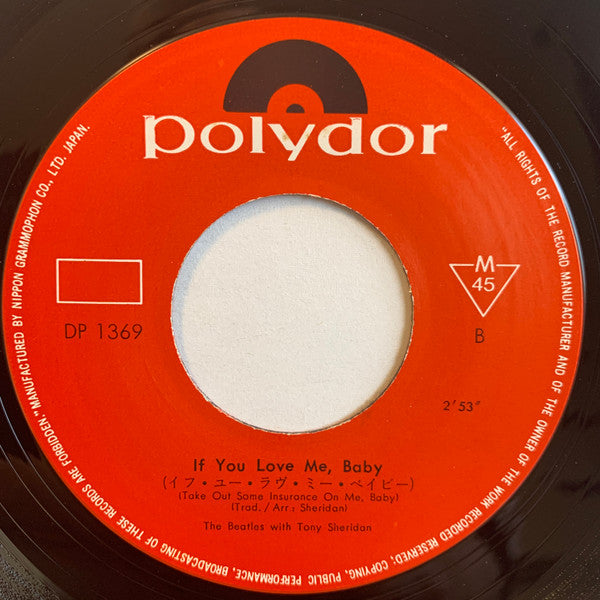 polydor
"ALL RIGHTS OF THE RECORD MANUFACTURER AND OF THE OWNER OF THE WORK RECORDED RESERVED, COPYING, PUBLIC PERFORMANCE, BROADCASTING OF THESE RECORDS ARE FORBIDDEN." MANUFACTURED BY NIPPON GRAMMOPHON CO., LTD. JAPAN.
M
45
DP 1369
B
2'53"
If You Love Me, Baby
(イフ・ユー・ラヴ・ミー・ベイビー)
(Take Out Some Insurance On Me, Baby)
(Trad. / Arr: Sheridan)
The Beatles with Tony Sheridan